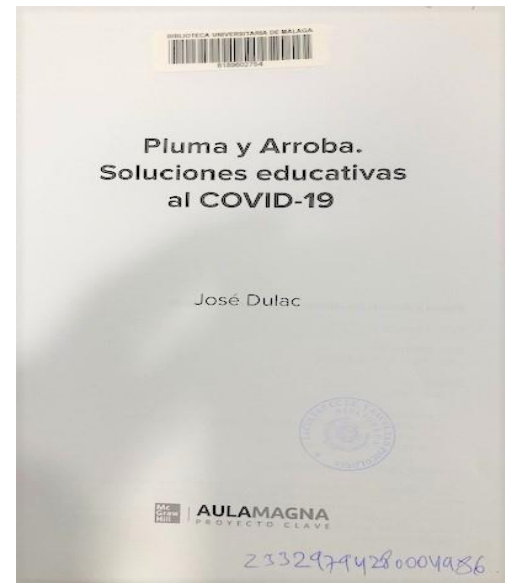 BIBLIOTECA UNIVERSITARIA DE MALAGA
6189602764
Pluma y Arroba.
Soluciones educativas
al COVID-19
José Dulac
Mc
Graw
Hill
AULAMAGNA
PROYECTO CLAVE